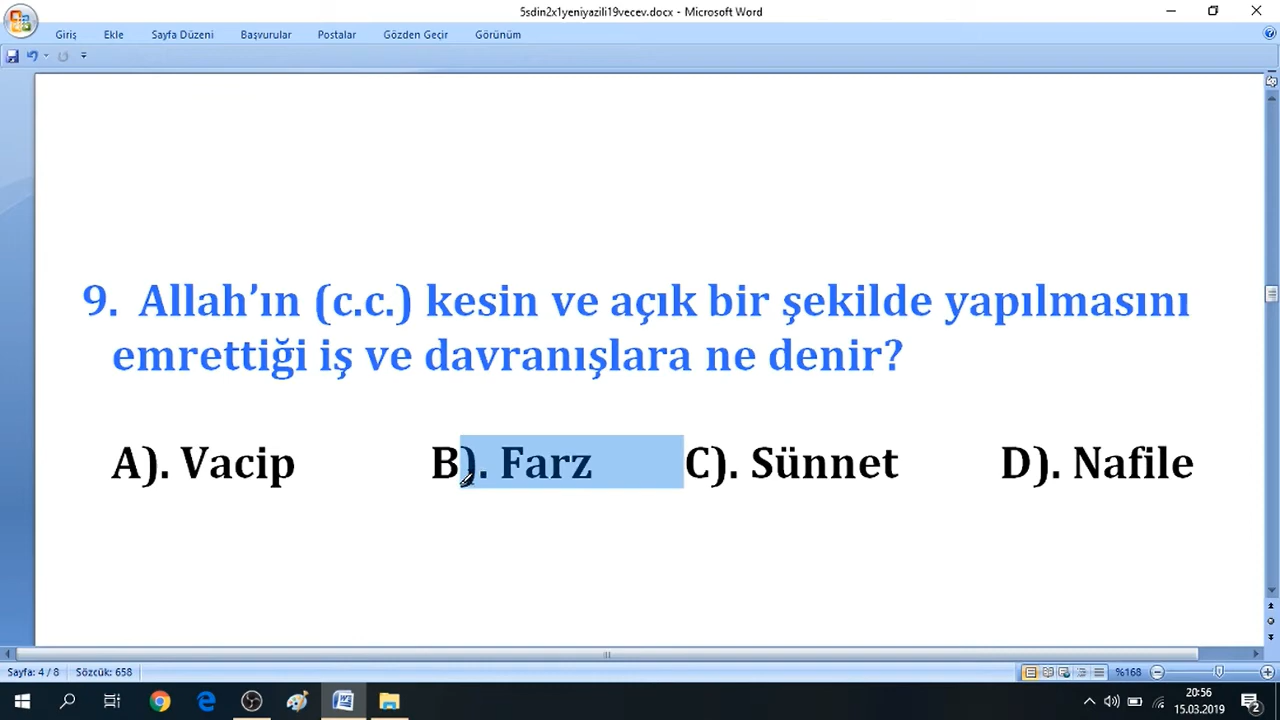 5sdin2x1yeniyazili19vecev.docx - Microsoft Word
Giriş Ekle Sayfa Düzeni Başvurular Postalar Gözden Geçir Görünüm
9. Allah’ın (c.c.) kesin ve açık bir şekilde yapılmasını
emrettiği iş ve davranışlara ne denir?
A). Vacip B). Farz C). Sünnet D). Nafile
Sayfa: 4 / 8 Sözcük: 658 %168
20:56
15.03.2019
2